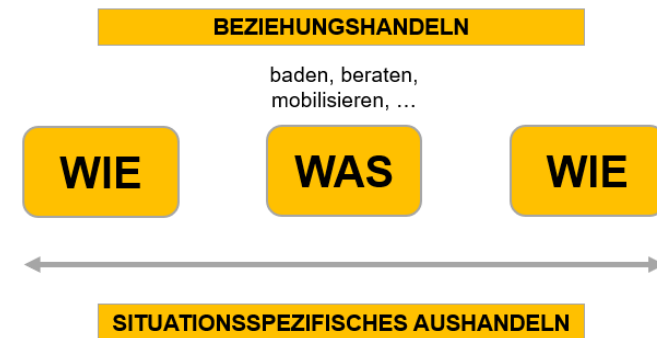 BEZIEHUNGSHANDELN
baden, beraten,
mobilisieren, …
WIE
WAS
WIE
SITUATIONSSPEZIFISCHES AUSHANDELN